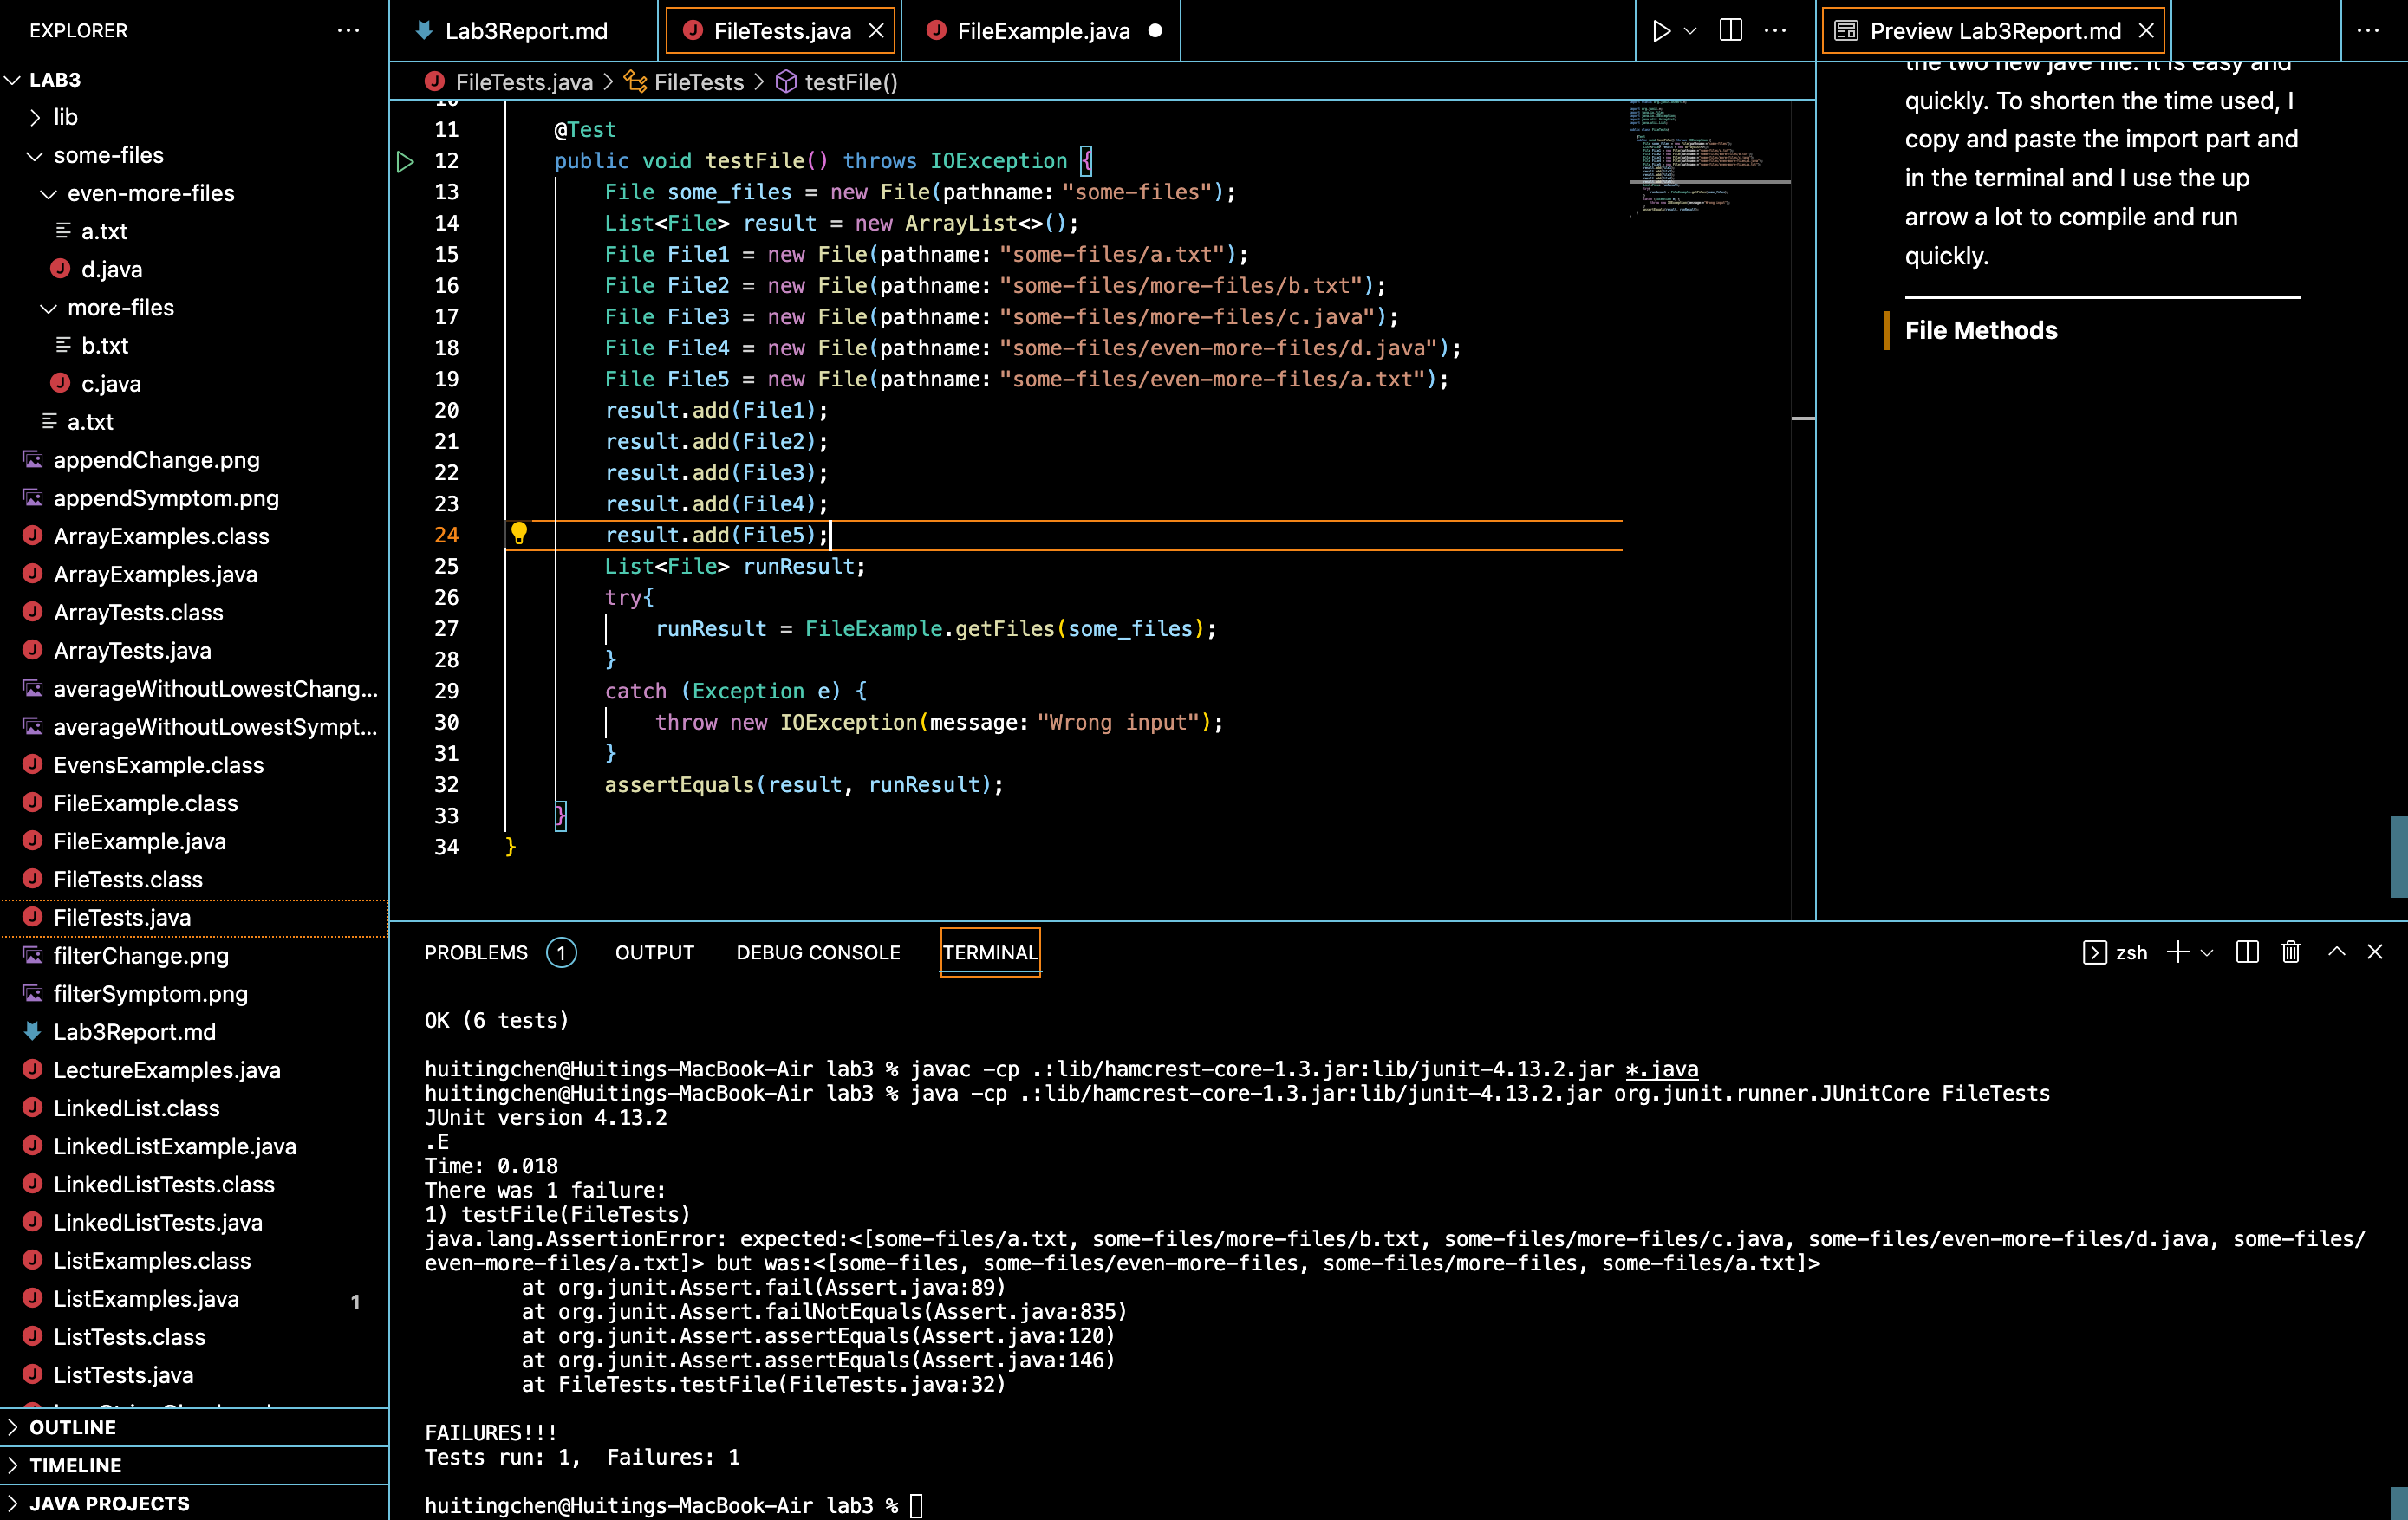 EXPLORER
LAB3
lib
some-files
even-more-files
a.txt
d.java
more-files
b.txt
c.java
a.txt
appendChange.png
appendSymptom.png
ArrayExamples.class
ArrayExamples.java
ArrayTests.class
ArrayTests.java
averageWithoutLowestChang...
averageWithoutLowestSympt...
EvensExample.class
FileExample.class
FileExample.java
FileTests.class
FileTests.java
filterChange.png
filterSymptom.png
Lab3Report.md
LectureExamples.java
LinkedList.class
LinkedListExample.java
LinkedListTests.class
LinkedListTests.java
ListExamples.class
ListExamples.java 1
ListTests.class
ListTests.java
OUTLINE
TIMELINE
JAVA PROJECTS
Lab3Report.md FileTests.java FileExample.java
FileTests.java > FileTests > testFile()
11 @Test
12 public void testFile() throws IOException {
13 File some_files = new File(pathname: "some-files");
14 List<File> result = new ArrayList<>();
15 File File1 = new File(pathname: "some-files/a.txt");
16 File File2 = new File(pathname: "some-files/more-files/b.txt");
17 File File3 = new File(pathname: "some-files/more-files/c.java");
18 File File4 = new File(pathname: "some-files/even-more-files/d.java");
19 File File5 = new File(pathname: "some-files/even-more-files/a.txt");
20 result.add(File1);
21 result.add(File2);
22 result.add(File3);
23 result.add(File4);
24 result.add(File5);
25 List<File> runResult;
26 try{
27 runResult = FileExample.getFiles(some_files);
28 }
29 catch (Exception e) {
30 throw new IOException(message: "Wrong input");
31 }
32 assertEquals(result, runResult);
33 }
34 }
Preview Lab3Report.md
the two new jave file. It is easy and
quickly. To shorten the time used, I
copy and paste the import part and
in the terminal and I use the up
arrow a lot to compile and run
quickly.
File Methods
PROBLEMS 1 OUTPUT DEBUG CONSOLE TERMINAL
zsh
OK (6 tests)
huitingchen@Huitings-MacBook-Air lab3 % javac -cp .:lib/hamcrest-core-1.3.jar:lib/junit-4.13.2.jar *.java
huitingchen@Huitings-MacBook-Air lab3 % java -cp .:lib/hamcrest-core-1.3.jar:lib/junit-4.13.2.jar org.junit.runner.JUnitCore FileTests
JUnit version 4.13.2
.E
Time: 0.018
There was 1 failure:
1) testFile(FileTests)
java.lang.AssertionError: expected:<[some-files/a.txt, some-files/more-files/b.txt, some-files/more-files/c.java, some-files/even-more-files/d.java, some-files/
even-more-files/a.txt]> but was:<[some-files, some-files/even-more-files, some-files/more-files, some-files/a.txt]>
at org.junit.Assert.fail(Assert.java:89)
at org.junit.Assert.failNotEquals(Assert.java:835)
at org.junit.Assert.assertEquals(Assert.java:120)
at org.junit.Assert.assertEquals(Assert.java:146)
at FileTests.testFile(FileTests.java:32)
FAILURES!!!
Tests run: 1,  Failures: 1
huitingchen@Huitings-MacBook-Air lab3 %